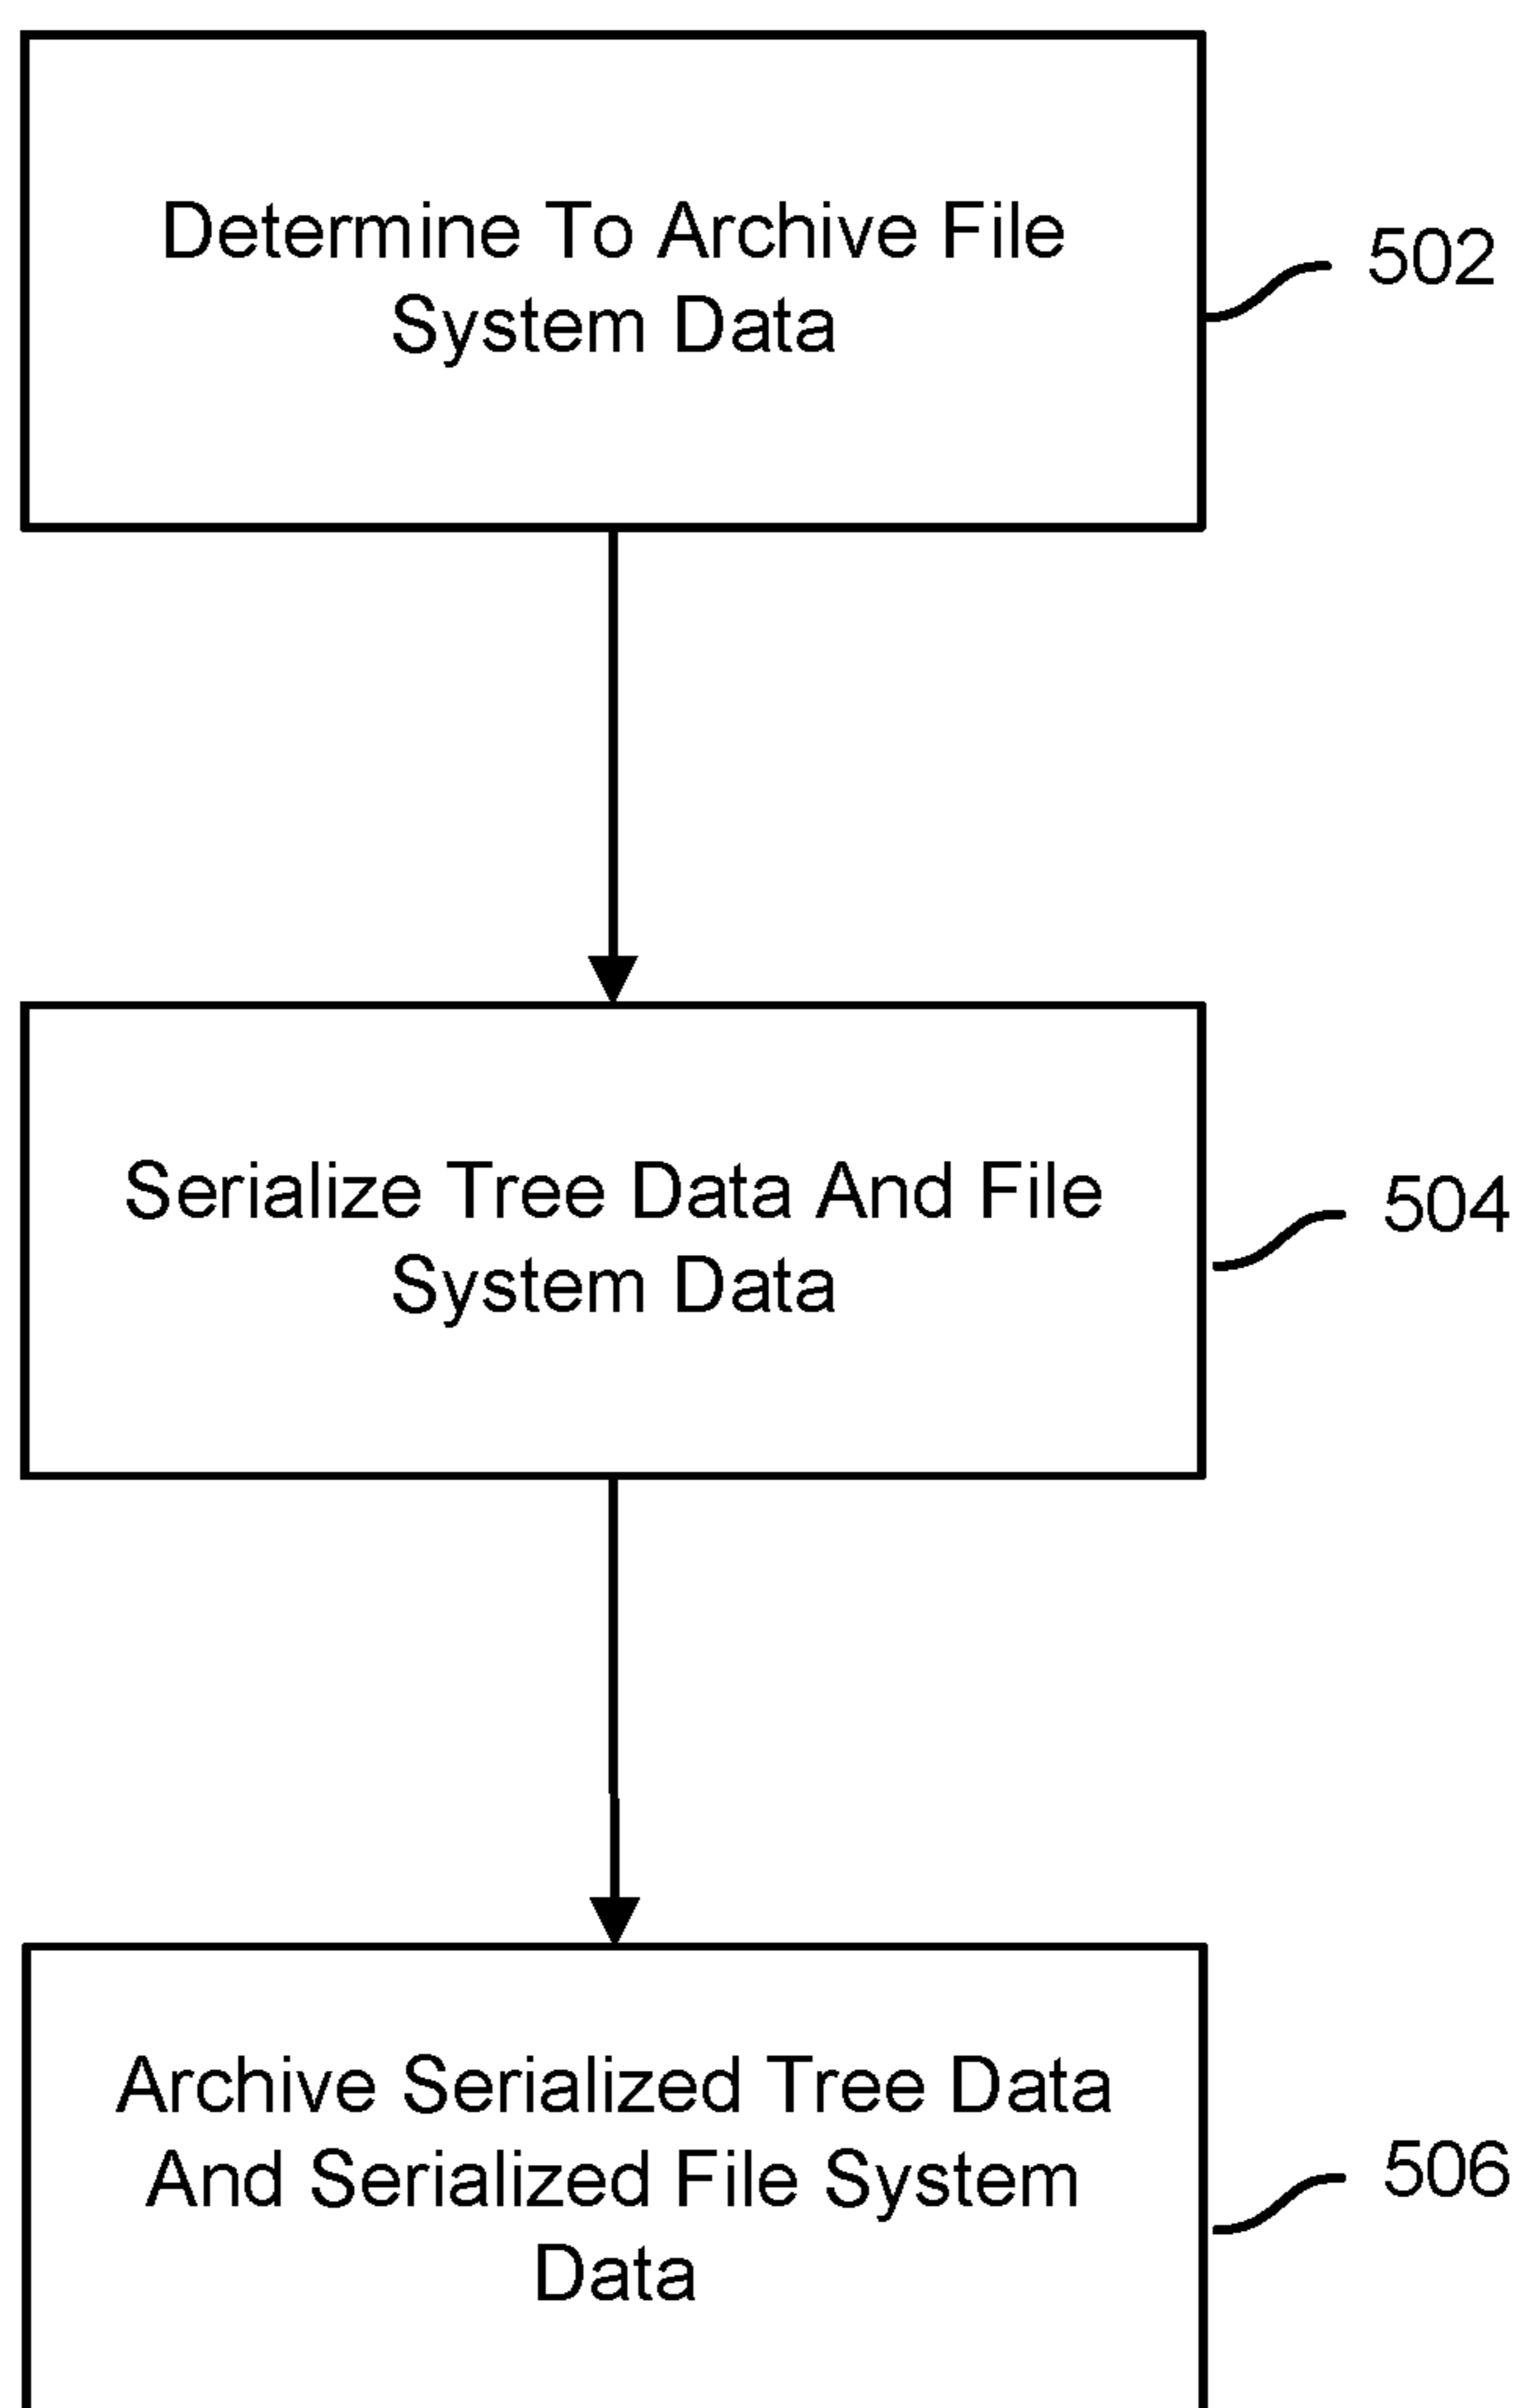 Determine To Archive File
System Data
502
Serialize Tree Data And File
System Data
504
Archive Serialized Tree Data
And Serialized File System
Data
506